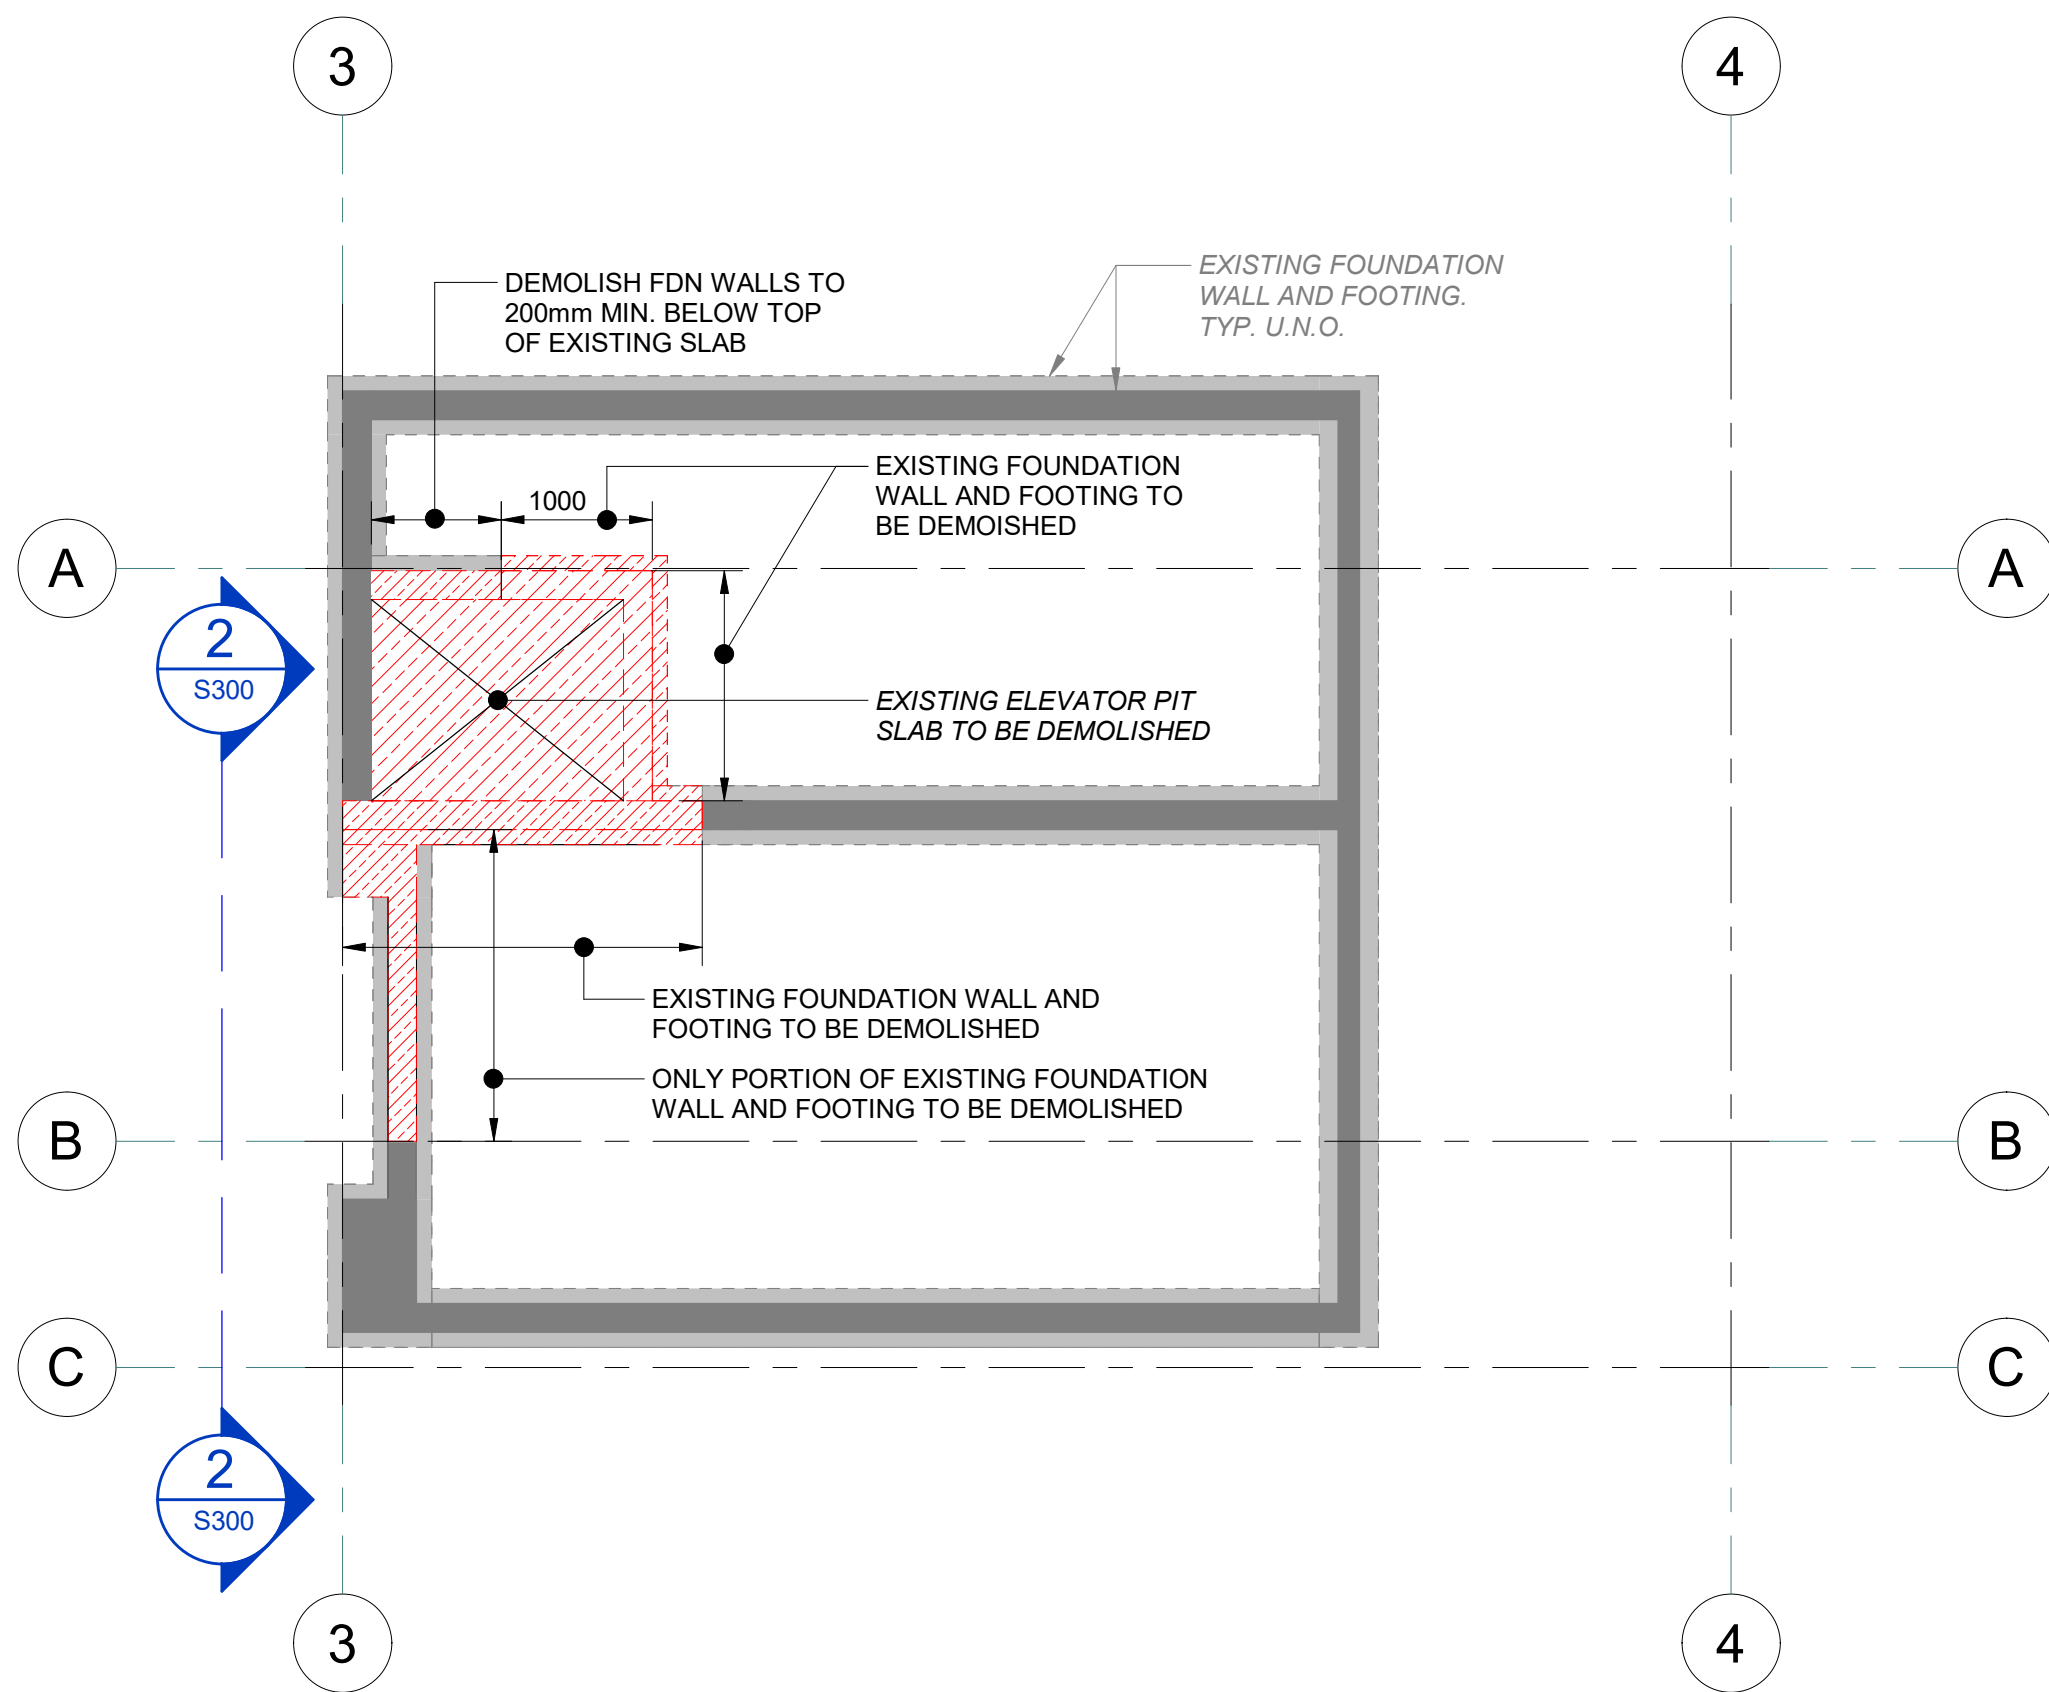 3
4
DEMOLISH FDN WALLS TO
200mm MIN. BELOW TOP
OF EXISTING SLAB
EXISTING FOUNDATION
WALL AND FOOTING.
TYP. U.N.O.
EXISTING FOUNDATION
WALL AND FOOTING TO
BE DEMOISHED
1000
A
A
2
S300
EXISTING ELEVATOR PIT
SLAB TO BE DEMOLISHED
EXISTING FOUNDATION WALL AND
FOOTING TO BE DEMOLISHED
ONLY PORTION OF EXISTING FOUNDATION
WALL AND FOOTING TO BE DEMOLISHED
B
B
C
C
2
S300
3
4